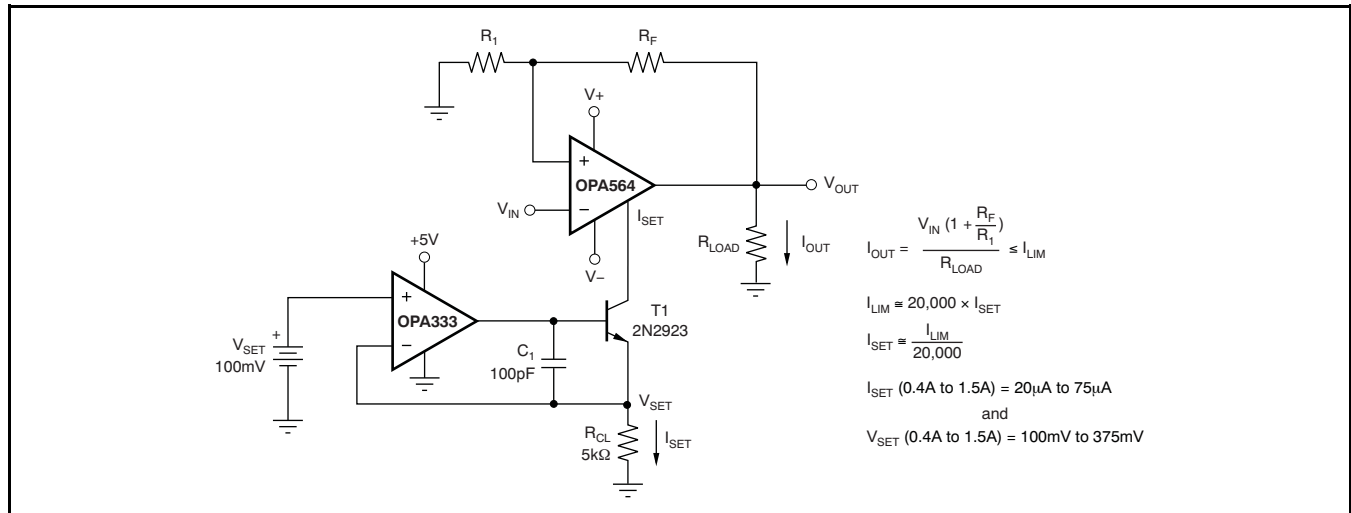 R1
RF
V+
+
OPA564
VOUT
VIN
−
ISET
RLOAD
IOUT
V−
+5V
+
OPA333
−
VSET
100mV
+
C1
100pF
T1
2N2923
VSET
RCL
5kΩ
ISET
IOUT = VIN (1 + RF/R1) / RLOAD ≤ ILIM
ILIM ≅ 20,000 × ISET
ISET ≅ ILIM / 20,000
ISET (0.4A to 1.5A) = 20μA to 75μA
and
VSET (0.4A to 1.5A) = 100mV to 375mV